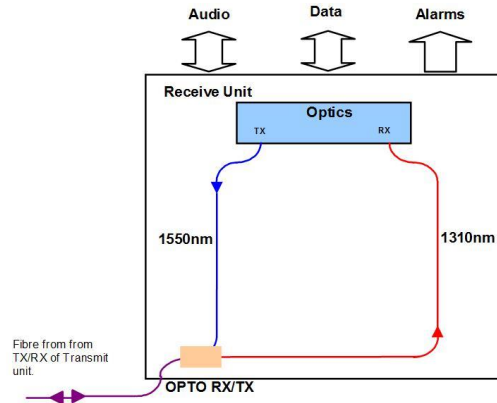 Audio
Data
Alarms
Receive Unit
Optics
TX
RX
1550nm
1310nm
Fibre from from
TX/RX of Transmit
unit.
OPTO RX/TX